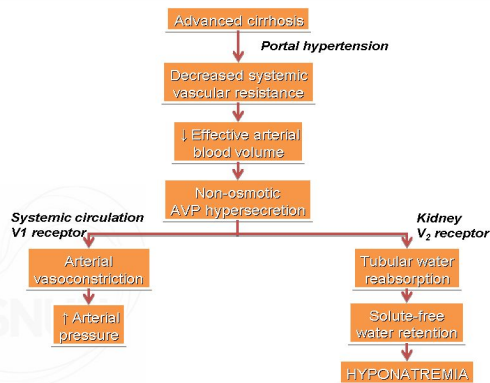 Advanced cirrhosis
Portal hypertension
Decreased systemic
vascular resistance
↓ Effective arterial
blood volume
Non-osmotic
AVP hypersecretion
Systemic circulation
V1 receptor
Kidney
V₂ receptor
Arterial
vasoconstriction
Tubular water
reabsorption
↑ Arterial
pressure
Solute-free
water retention
HYPONATREMIA